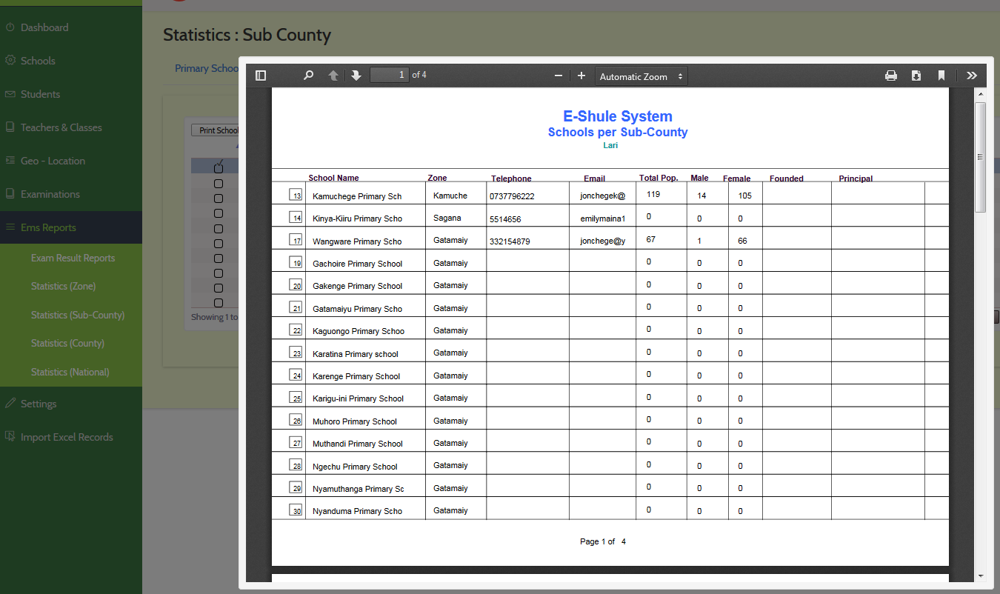 Dashboard
Schools
Students
Teachers & Classes
Geo - Location
Examinations
Ems Reports
Exam Result Reports
Statistics (Zone)
Statistics (Sub-County)
Statistics (County)
Statistics (National)
Settings
Import Excel Records
Statistics : Sub County
Primary Schoo
Print School
Showing 1 to
1 of 4 Automatic Zoom
E-Shule System
Schools per Sub-County
Lari
School Name Zone Telephone Email Total Pop. Male Female Founded Principal
13 Kamuchege Primary Sch Kamuche 0737796222 jonchegek@ 119 14 105
14 Kinya-Kiiru Primary Scho Sagana 5514656 emilymaina1 0 0 0
17 Wangware Primary Scho Gatamaiy 332154879 jonchege@y 67 1 66
19 Gachoire Primary School Gatamaiy 0 0 0
20 Gakenge Primary School Gatamaiy 0 0 0
21 Gatamaiyu Primary Scho Gatamaiy 0 0 0
22 Kaguongo Primary Schoo Gatamaiy 0 0 0
23 Karatina Primary school Gatamaiy 0 0 0
24 Karenge Primary School Gatamaiy 0 0 0
25 Karigu-ini Primary School Gatamaiy 0 0 0
26 Muhoro Primary School Gatamaiy 0 0 0
27 Muthandi Primary School Gatamaiy 0 0 0
28 Ngechu Primary School Gatamaiy 0 0 0
29 Nyamuthanga Primary Sc Gatamaiy 0 0 0
30 Nyanduma Primary Scho Gatamaiy 0 0 0
Page 1 of 4